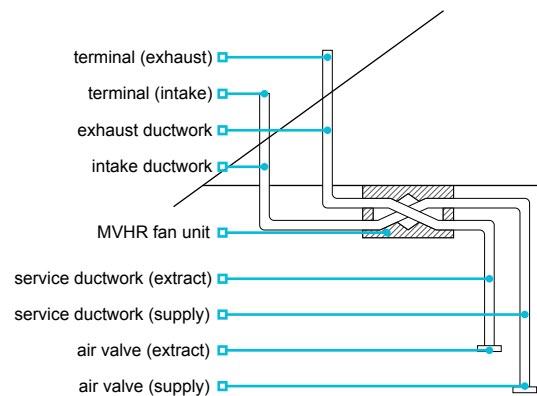 terminal (exhaust)
terminal (intake)
exhaust ductwork
intake ductwork
MVHR fan unit
service ductwork (extract)
service ductwork (supply)
air valve (extract)
air valve (supply)